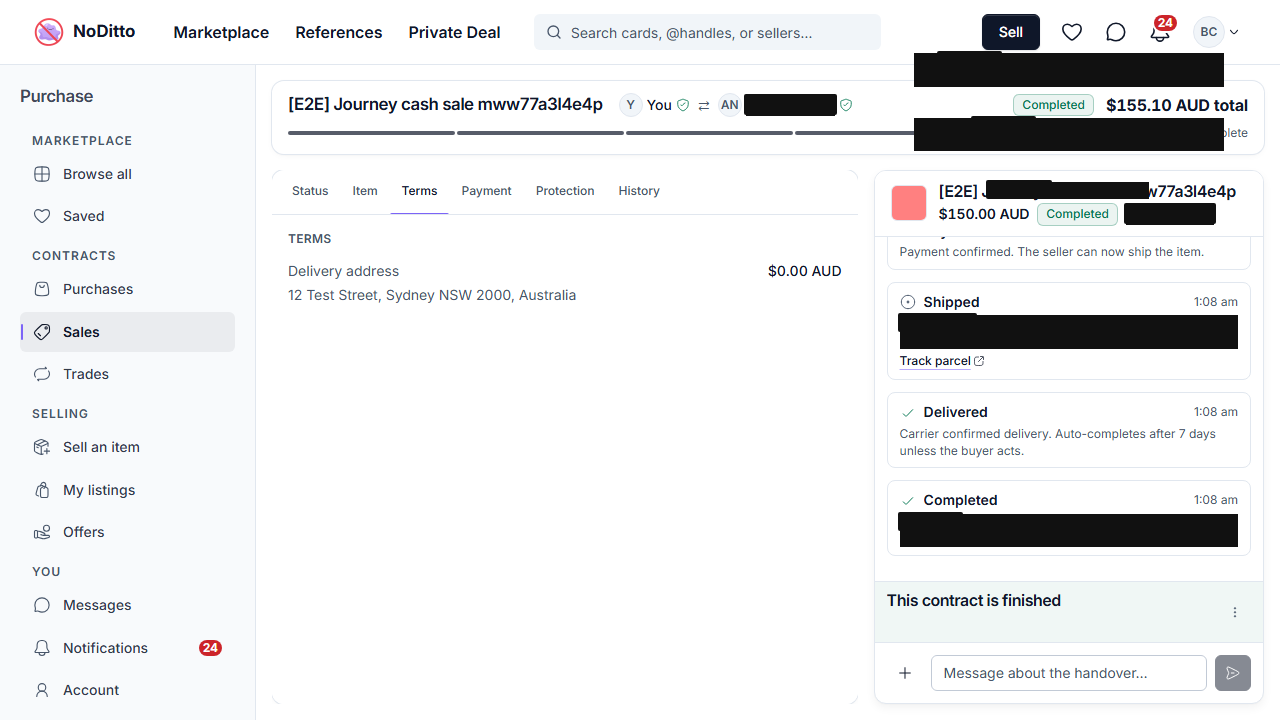 NoDitto
Marketplace
References
Private Deal
Search cards, @handles, or sellers...
Sell
24
BC
Purchase
MARKETPLACE
Browse all
Saved
CONTRACTS
Purchases
Sales
Trades
SELLING
Sell an item
My listings
Offers
YOU
Messages
Notifications
24
Account
[E2E] Journey cash sale mww77a3l4e4p
Y You
AN
Completed
$155.10 AUD total
Status
Item
Terms
Payment
Protection
History
TERMS
Delivery address
$0.00 AUD
12 Test Street, Sydney NSW 2000, Australia
[E2E]
w77a3l4e4p
$150.00 AUD
Completed
Payment confirmed. The seller can now ship the item.
Shipped
1:08 am
Track parcel
Delivered
1:08 am
Carrier confirmed delivery. Auto-completes after 7 days
unless the buyer acts.
Completed
1:08 am
This contract is finished
Message about the handover...